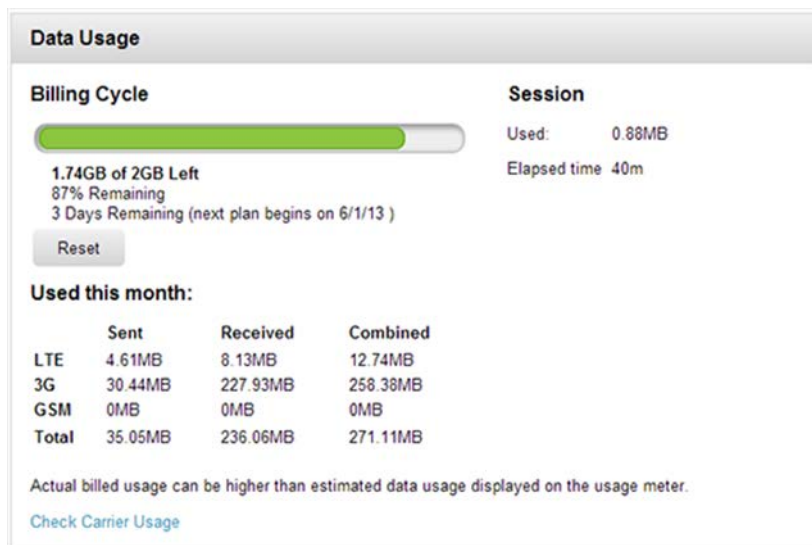 Data Usage
Billing Cycle
1.74GB of 2GB Left
87% Remaining
3 Days Remaining (next plan begins on 6/1/13 )
Reset
Session
Used: 0.88MB
Elapsed time 40m
Used this month:
Sent Received Combined
LTE 4.61MB 8.13MB 12.74MB
3G 30.44MB 227.93MB 258.38MB
GSM 0MB 0MB 0MB
Total 35.05MB 236.06MB 271.11MB
Actual billed usage can be higher than estimated data usage displayed on the usage meter.
Check Carrier Usage